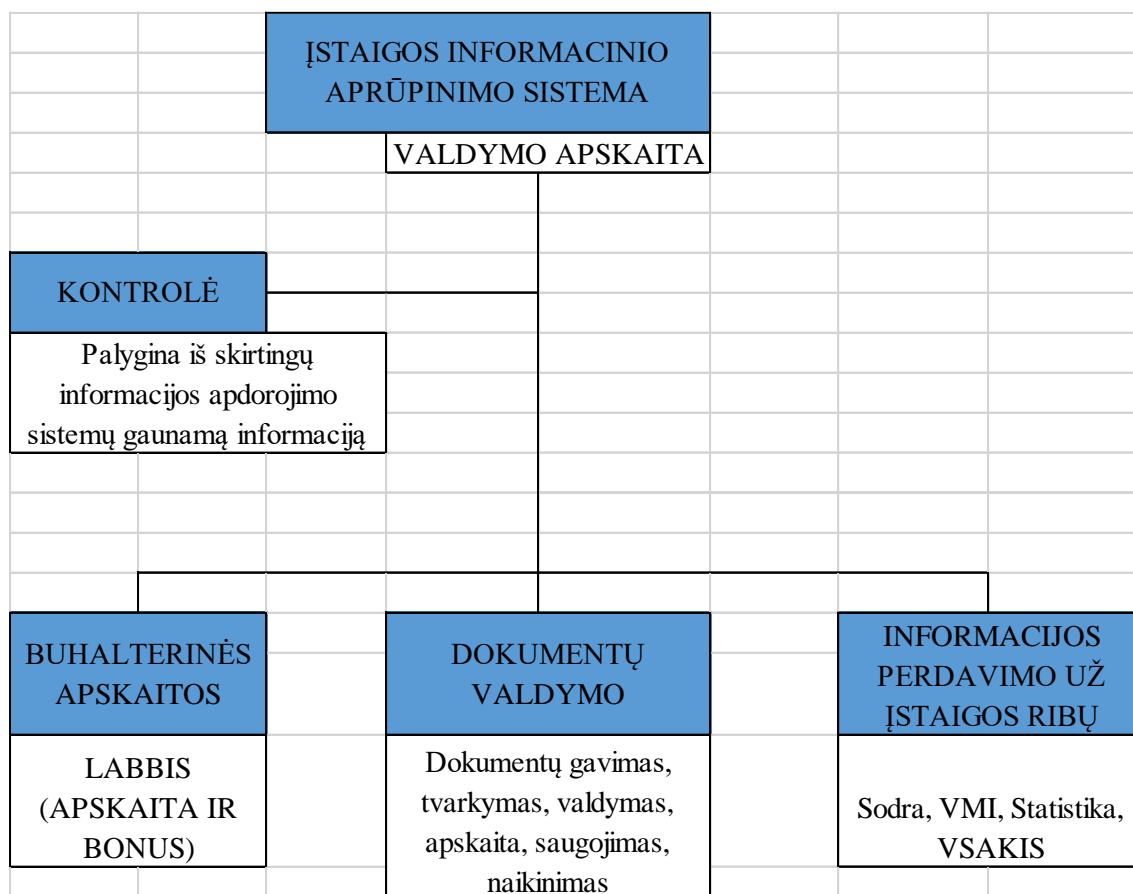 ĮSTAIGOS INFORMACINIO
APRŪPINIMO SISTEMA
VALDYMO APSKAITA
KONTROLĖ
Palygina iš skirtingų
informacijos apdorojimo
sistemų gaunamą informaciją
BUHALTERINĖS
APSKAITOS
LABBIS
(APSKAITA IR
BONUS)
DOKUMENTŲ
VALDYMO
Dokumentų gavimas,
tvarkymas, valdymas,
apskaita, saugojimas,
naikinimas
INFORMACIJOS
PERDAVIMO UŽ
ĮSTAIGOS RIBŲ
Sodra, VMI, Statistika,
VSAKIS